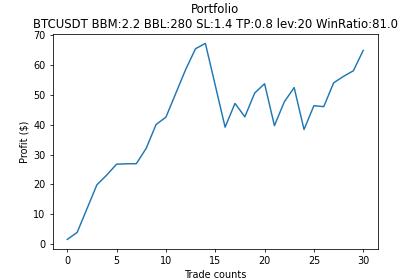 Portfolio
BTCUSDT BBM:2.2 BBL:280 SL:1.4 TP:0.8 lev:20 WinRatio:81.0
70
60
50
40
30
20
10
0
Profit ($)
0 5 10 15 20 25 30
Trade counts